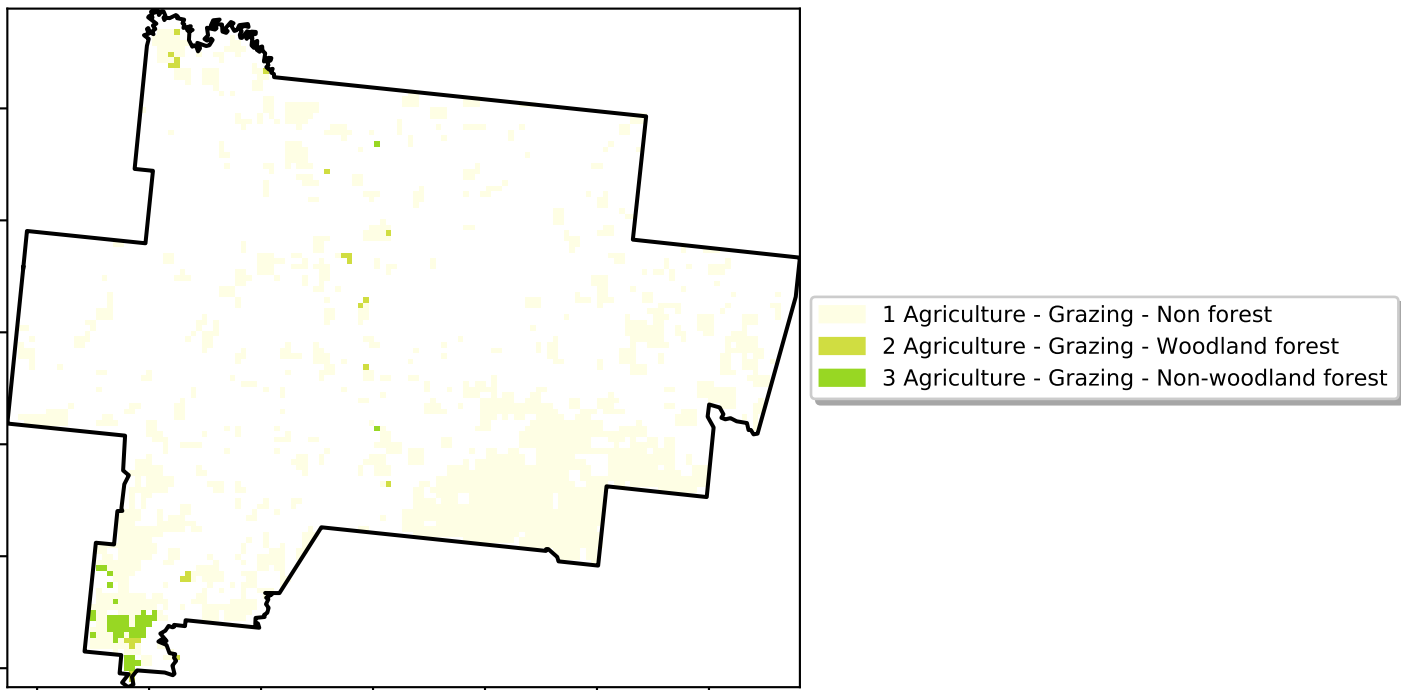 1 Agriculture - Grazing - Non forest
2 Agriculture - Grazing - Woodland forest
3 Agriculture - Grazing - Non-woodland forest